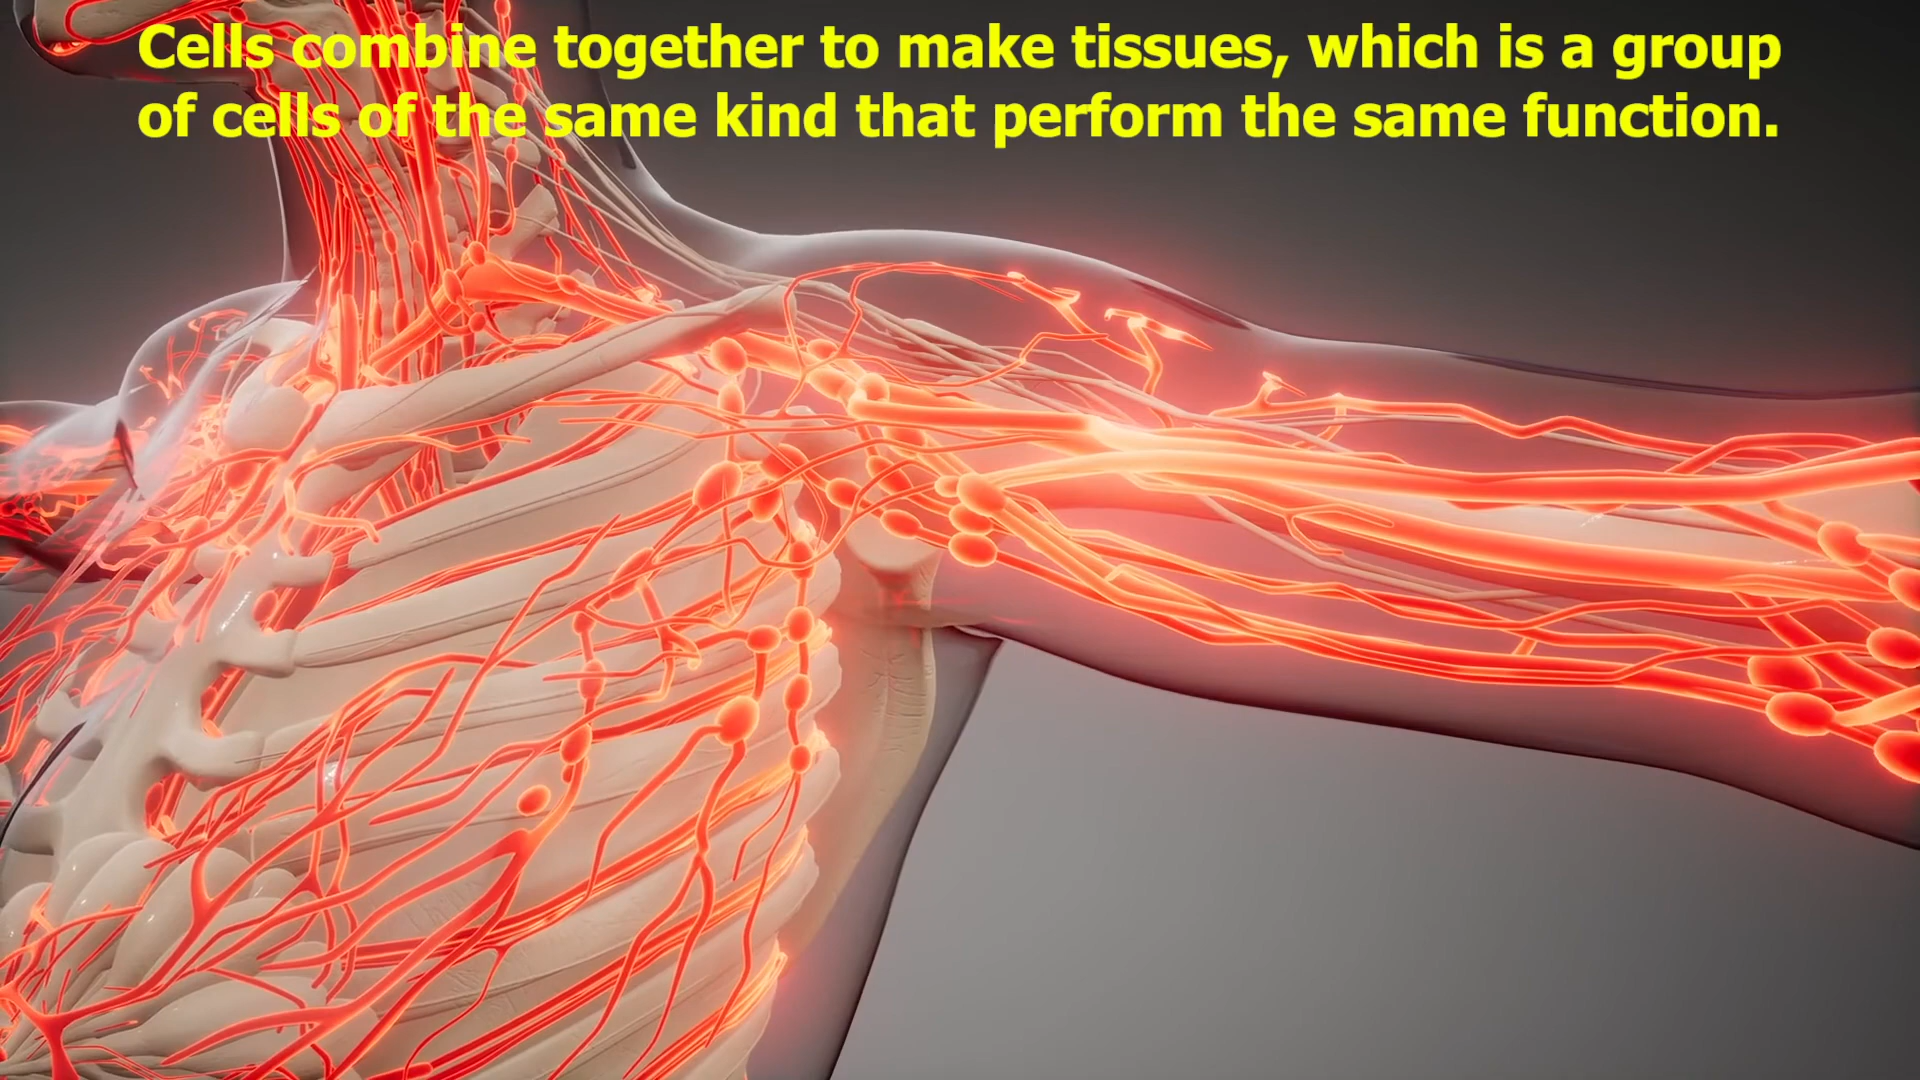 Cells combine together to make tissues, which is a group
of cells of the same kind that perform the same function.